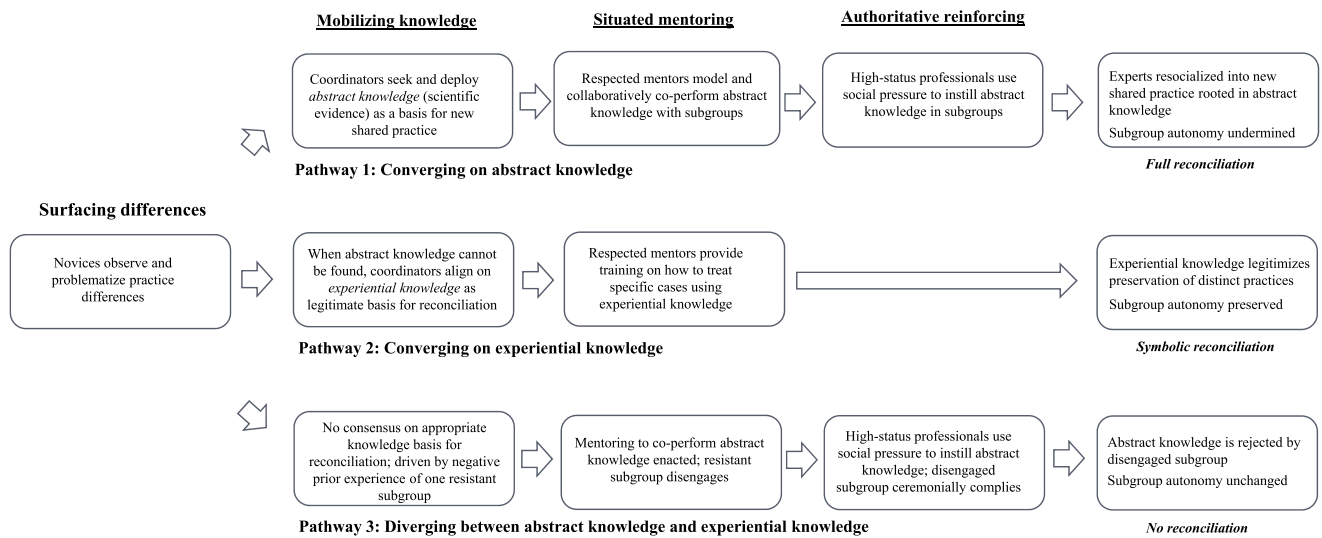 Mobilizing knowledge
Situated mentoring
Authoritative reinforcing
Coordinators seek and deploy
abstract knowledge (scientific
evidence) as a basis for new
shared practice
Respected mentors model and
collaboratively co-perform abstract
knowledge with subgroups
High-status professionals use
social pressure to instill abstract
knowledge in subgroups
Experts resocialized into new
shared practice rooted in abstract
knowledge
Subgroup autonomy undermined
Pathway 1: Converging on abstract knowledge
Full reconciliation
Surfacing differences
Novices observe and
problematize practice
differences
When abstract knowledge cannot
be found, coordinators align on
experiential knowledge as
legitimate basis for reconciliation
Respected mentors provide
training on how to treat
specific cases using
experiential knowledge
Experiential knowledge legitimizes
preservation of distinct practices
Subgroup autonomy preserved
Pathway 2: Converging on experiential knowledge
Symbolic reconciliation
No consensus on appropriate
knowledge basis for
reconciliation; driven by negative
prior experience of one resistant
subgroup
Mentoring to co-perform abstract
knowledge enacted; resistant
subgroup disengages
High-status professionals use
social pressure to instill abstract
knowledge; disengaged
subgroup ceremonially complies
Abstract knowledge is rejected by
disengaged subgroup
Subgroup autonomy unchanged
Pathway 3: Diverging between abstract knowledge and experiential knowledge
No reconciliation